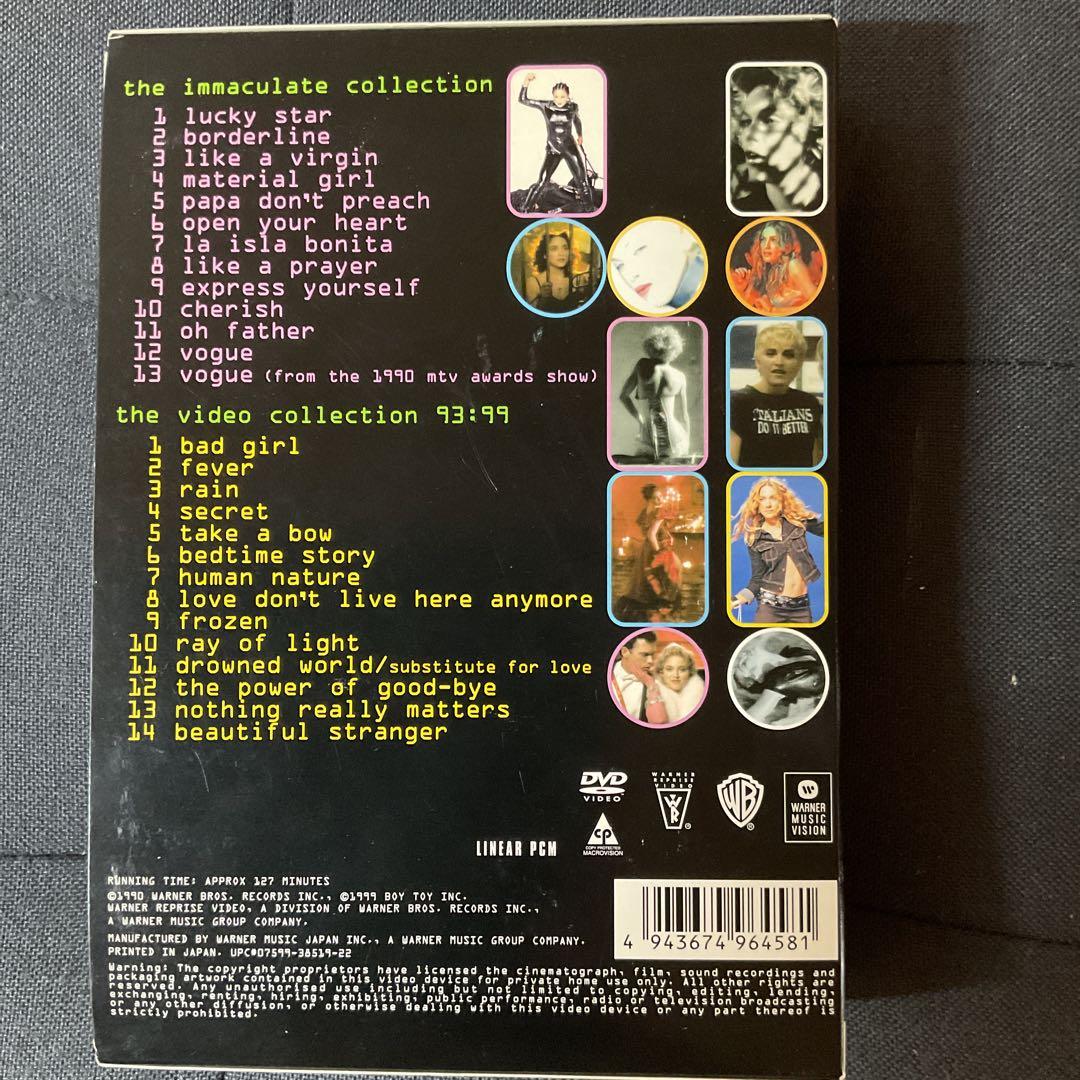 the immaculate collection
1 lucky star
2 borderline
3 like a virgin
4 material girl
5 papa don't preach
6 open your heart
7 la isla bonita
8 like a prayer
9 express yourself
10 cherish
11 oh father
12 vogue
13 vogue (from the 1990 mtv awards show)
the video collection 93:99
1 bad girl
2 fever
3 rain
4 secret
5 take a bow
6 bedtime story
7 human nature
8 love don't live here anymore
9 frozen
10 ray of light
11 drowned world/substitute for love
12 the power of good-bye
13 nothing really matters
14 beautiful stranger
ITALIANS
DO IT BETTER
DVD
VIDEO
WARNER
REPRISE
VIDEO
WR
®
WB
®
WARNER
MUSIC
VISION
LINEAR PCM
CP
COPY PROTECTED
MACROVISION
RUNNING TIME: APPROX 127 MINUTES
©1990 WARNER BROS. RECORDS INC., ©1999 BOY TOY INC.
WARNER REPRISE VIDEO, A DIVISION OF WARNER BROS. RECORDS INC.,
A WARNER MUSIC GROUP COMPANY.
MANUFACTURED BY WARNER MUSIC JAPAN INC., A WARNER MUSIC GROUP COMPANY.
PRINTED IN JAPAN. UPC#07599-38519-22
4 943674 964581
Warning: The copyright proprietors have licensed the cinematograph, film, sound recordings and
packaging artwork contained in this video device for private home use only. All other rights are
reserved. Any unauthorised use including but not limited to copying, editing, lending,
exchanging, renting, hiring, exhibiting, public performance, radio or television broadcasting
or any other diffusion, or otherwise dealing with this video device or any part thereof is
strictly prohibited.